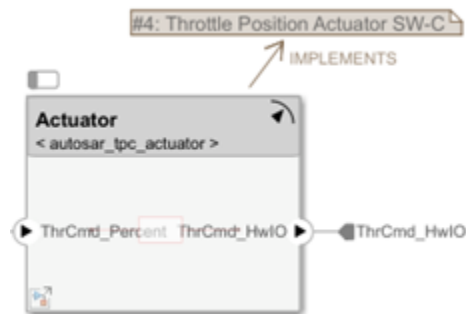 #4: Throttle Position Actuator SW-C
IMPLEMENTS
Actuator
< autosar_tpc_actuator >
ThrCmd_Percent ThrCmd_HwIO ThrCmd_HwIO